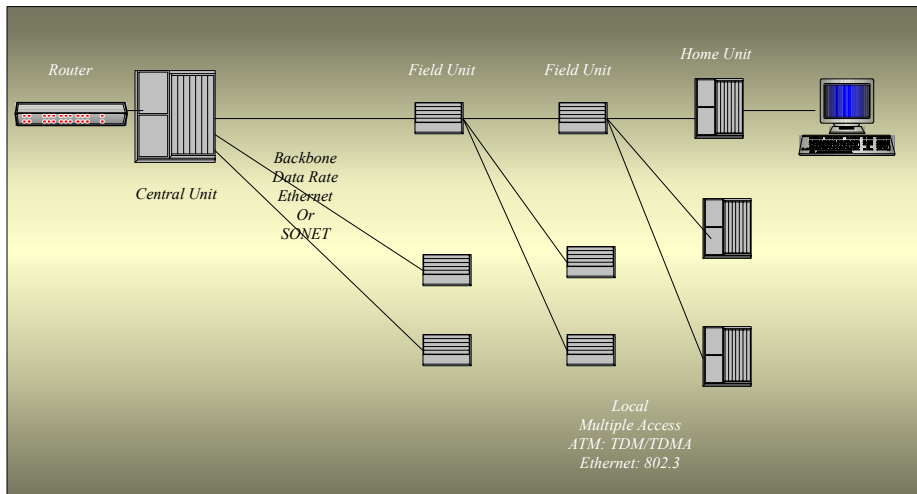 Router
Field Unit
Field Unit
Home Unit
Central Unit
Backbone
Data Rate
Ethernet
Or
SONET
Local
Multiple Access
ATM: TDM/TDMA
Ethernet: 802.3